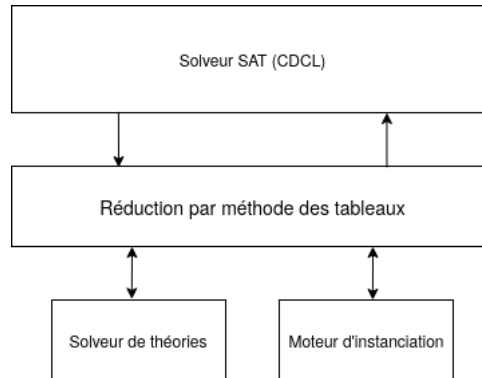 Solveur SAT (CDCL)
Réduction par méthode des tableaux
Solveur de théories
Moteur d'instanciation